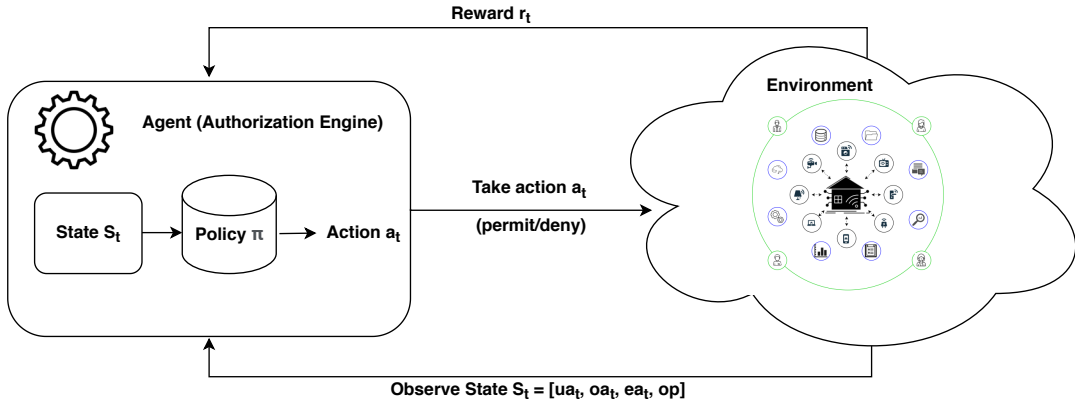 Reward r_t
Environment
Agent (Authorization Engine)
State S_t
Policy π
Action a_t
Take action a_t
(permit/deny)
Observe State S_t = [ua_t, oa_t, ea_t, op]